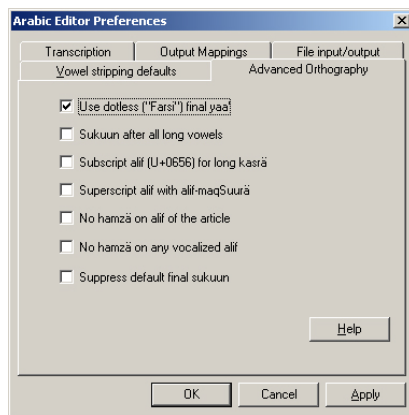 Arabic Editor Preferences
Transcription
Output Mappings
File input/output
Vowel stripping defaults
Advanced Orthography
Use dotless ("Farsi") final yaa'
Sukuun after all long vowels
Subscript alif (U+0656) for long kasrä
Superscript alif with alif-maqSuurä
No hamzä on alif of the article
No hamzä on any vocalized alif
Suppress default final sukuun
Help
OK
Cancel
Apply